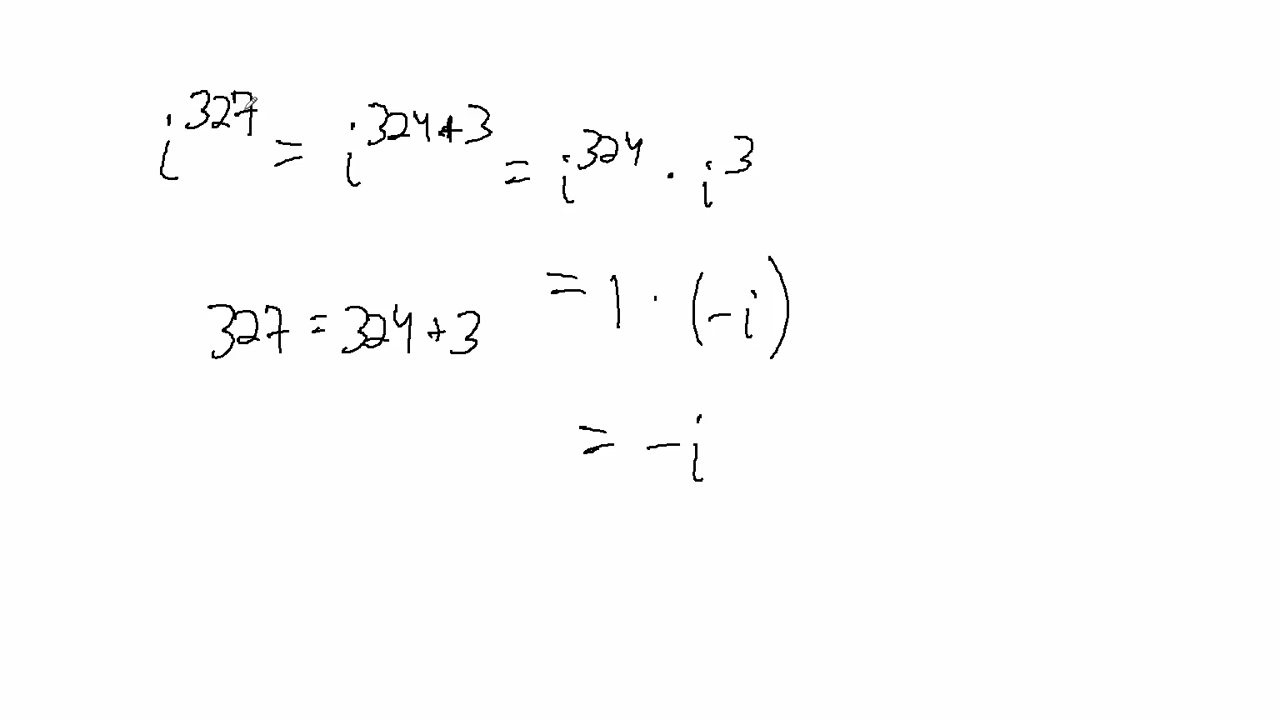 i^327 = i^324+3 = i^324 · i^3
= 1 · (-i)
327 = 324 + 3
= -i